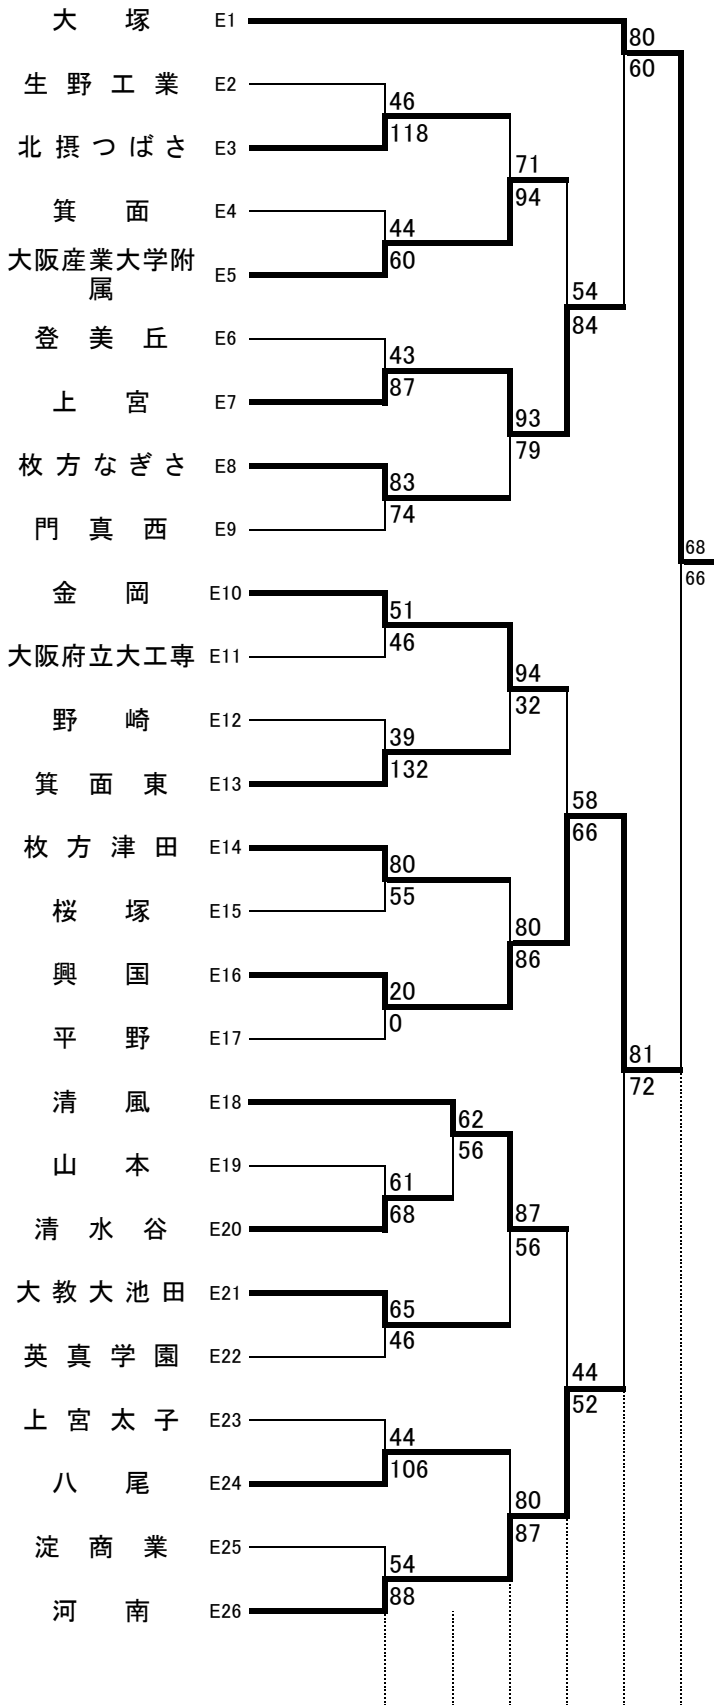 大塚 E1
80
60
生野工業 E2
46
118
北摂つばさ E3
71
94
箕面 E4
44
60
大阪産業大学附
属
E5
54
84
登美丘 E6
43
87
上宮 E7
93
79
枚方なぎさ E8
83
74
門真西 E9
68
66
金岡 E10
51
46
大阪府立大工専 E11
94
32
野崎 E12
39
132
箕面東 E13
58
66
枚方津田 E14
80
55
桜塚 E15
80
86
興国 E16
20
0
平野 E17
81
72
清風 E18
62
56
山本 E19
61
68
清水谷 E20
87
56
大教大池田 E21
65
46
英真学園 E22
44
52
上宮太子 E23
44
106
八尾 E24
80
87
淀商業 E25
54
88
河南 E26